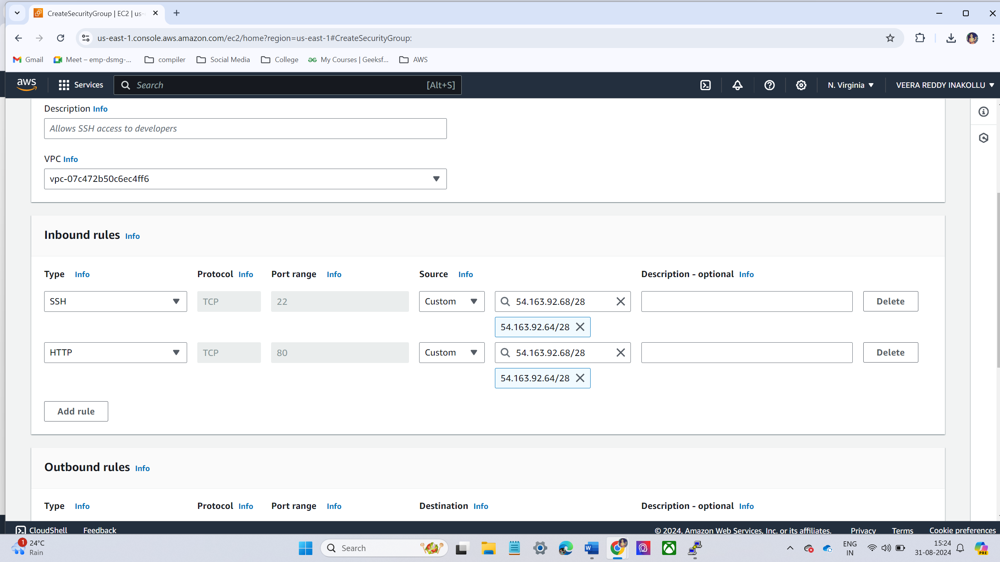 CreateSecurityGroup | EC2 | us-e
us-east-1.console.aws.amazon.com/ec2/home?region=us-east-1#CreateSecurityGroup:
Gmail Meet – emp-dsmg-... compiler Social Media College My Courses | Geeksf... AWS
aws Services Search [Alt+S] N. Virginia VEERA REDDY INAKOLLU
Description Info
Allows SSH access to developers
VPC Info
vpc-07c472b50c6ec4ff6
Inbound rules Info
Type Info Protocol Info Port range Info Source Info Description - optional Info
SSH TCP 22 Custom 54.163.92.68/28 Delete
54.163.92.64/28
HTTP TCP 80 Custom 54.163.92.68/28 Delete
54.163.92.64/28
Add rule
Outbound rules Info
Type Info Protocol Info Port range Info Destination Info Description - optional Info
CloudShell Feedback © 2024, Amazon Web Services, Inc. or its affiliates. Privacy Terms Cookie preferences
1 24°C
Rain
Search
ENG
IN
15:24
31-08-2024
PRE